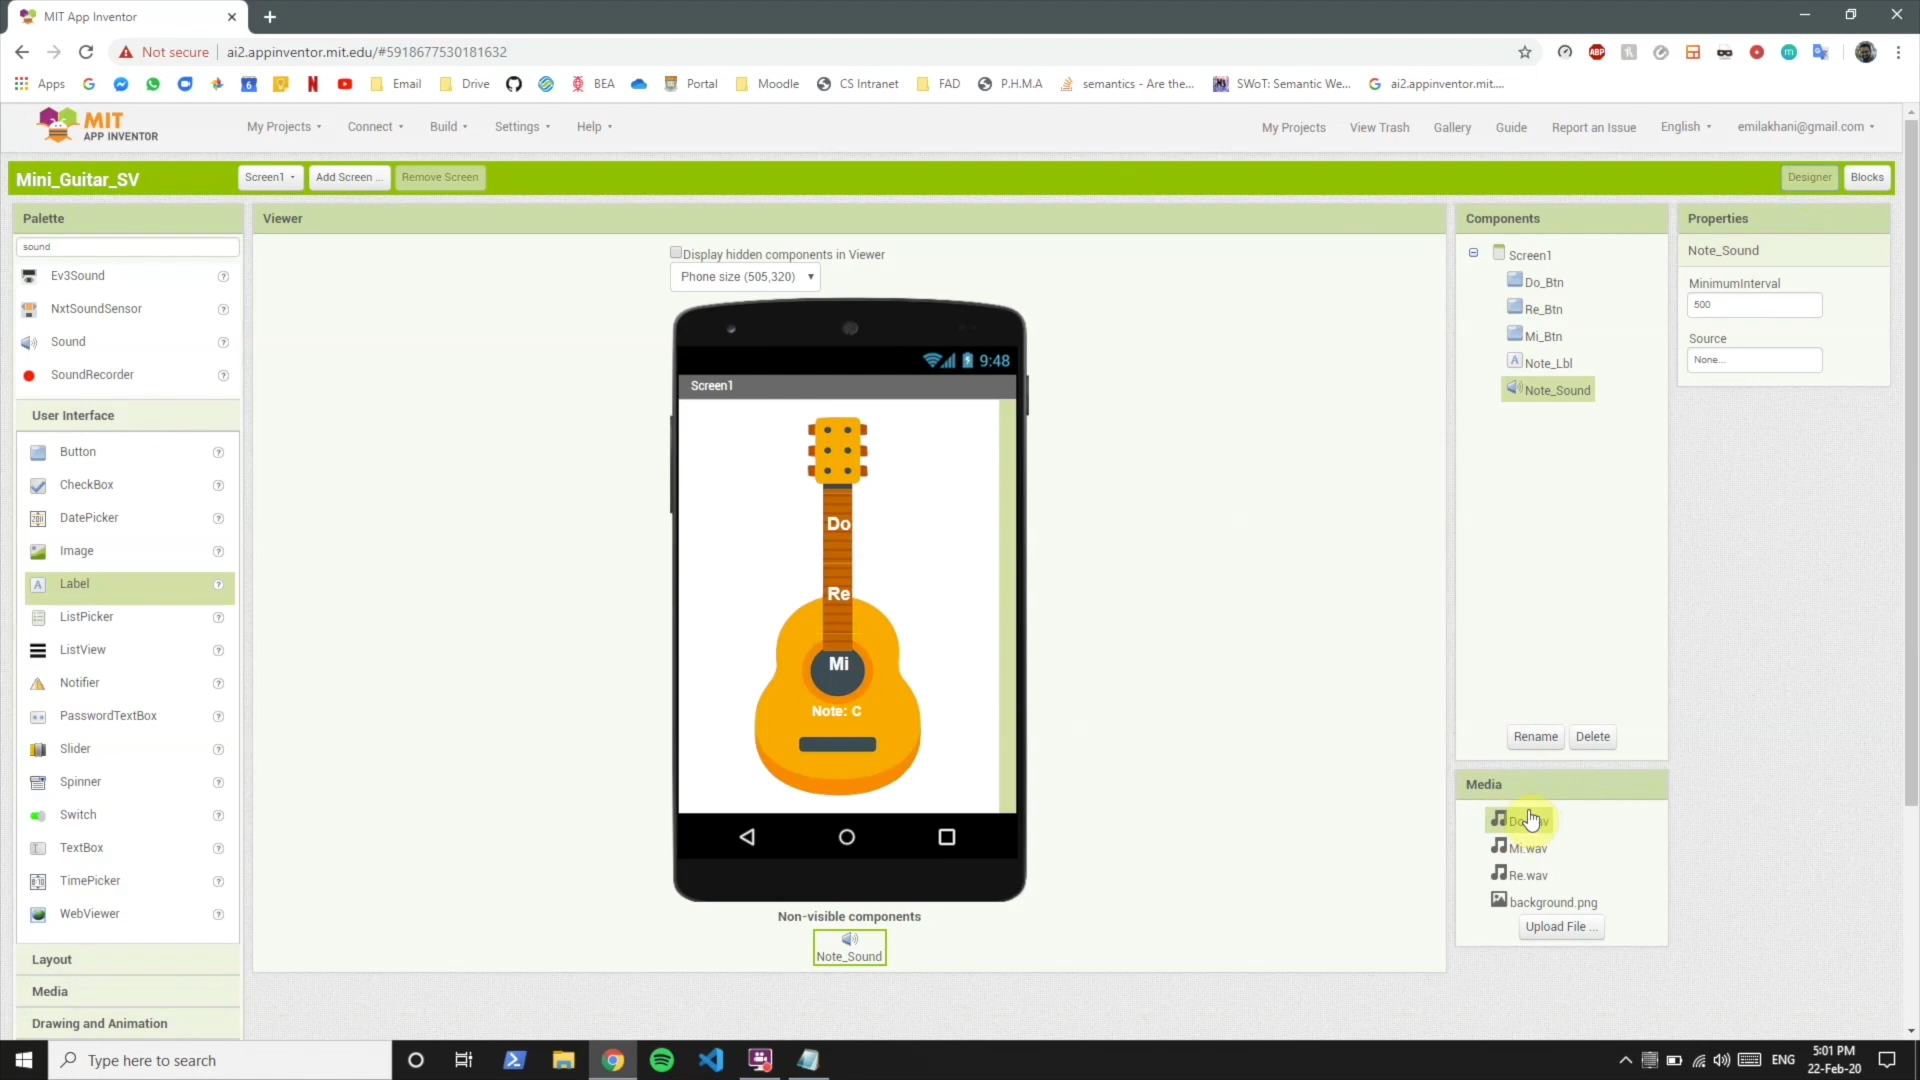 MIT App Inventor
Not secure
ai2.appinventor.mit.edu/#5918677530181632
ABP
Apps
6
N
Email
Drive
BEA
Portal
Moodle
CS Intranet
FAD
P.H.M.A
semantics - Are the...
SWoT: Semantic We...
ai2.appinventor.mit....
MIT
APP INVENTOR
My Projects
Connect
Build
Settings
Help
My Projects
View Trash
Gallery
Guide
Report an Issue
English
emilakhani@gmail.com
Mini_Guitar_SV
Screen1
Add Screen ...
Remove Screen
Designer
Blocks
Palette
sound
Ev3Sound
NxtSoundSensor
Sound
SoundRecorder
User Interface
Button
CheckBox
DatePicker
Image
Label
ListPicker
ListView
Notifier
PasswordTextBox
Slider
Spinner
Switch
TextBox
TimePicker
WebViewer
Layout
Media
Drawing and Animation
Viewer
Display hidden components in Viewer
Phone size (505,320)
9:48
Screen1
Do
Re
Mi
Note: C
Non-visible components
Note_Sound
Components
Screen1
Do_Btn
Re_Btn
Mi_Btn
Note_Lbl
Note_Sound
Rename
Delete
Media
Mi.wav
Re.wav
background.png
Upload File ...
Properties
Note_Sound
MinimumInterval
500
Source
None...
Type here to search
ENG
5:01 PM
22-Feb-20